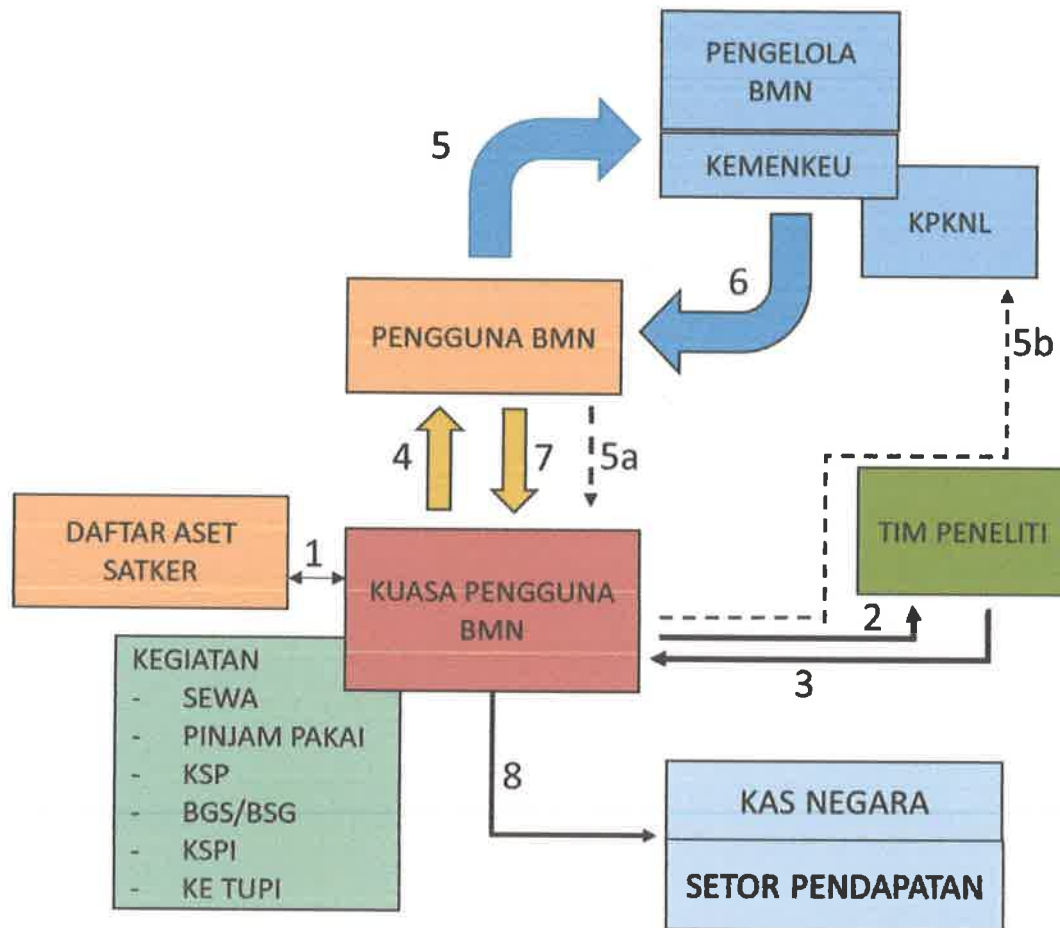 PENGELOLA
BMN
KEMENKEU
KPKNL
5
6
5b
PENGGUNA BMN
4
7
5a
DAFTAR ASET
SATKER
1
KUASA PENGGUNA
BMN
TIM PENELITI
2
3
KEGIATAN
- SEWA
- PINJAM PAKAI
- KSP
- BGS/BSG
- KSPI
- KE TUPI
8
KAS NEGARA
SETOR PENDAPATAN